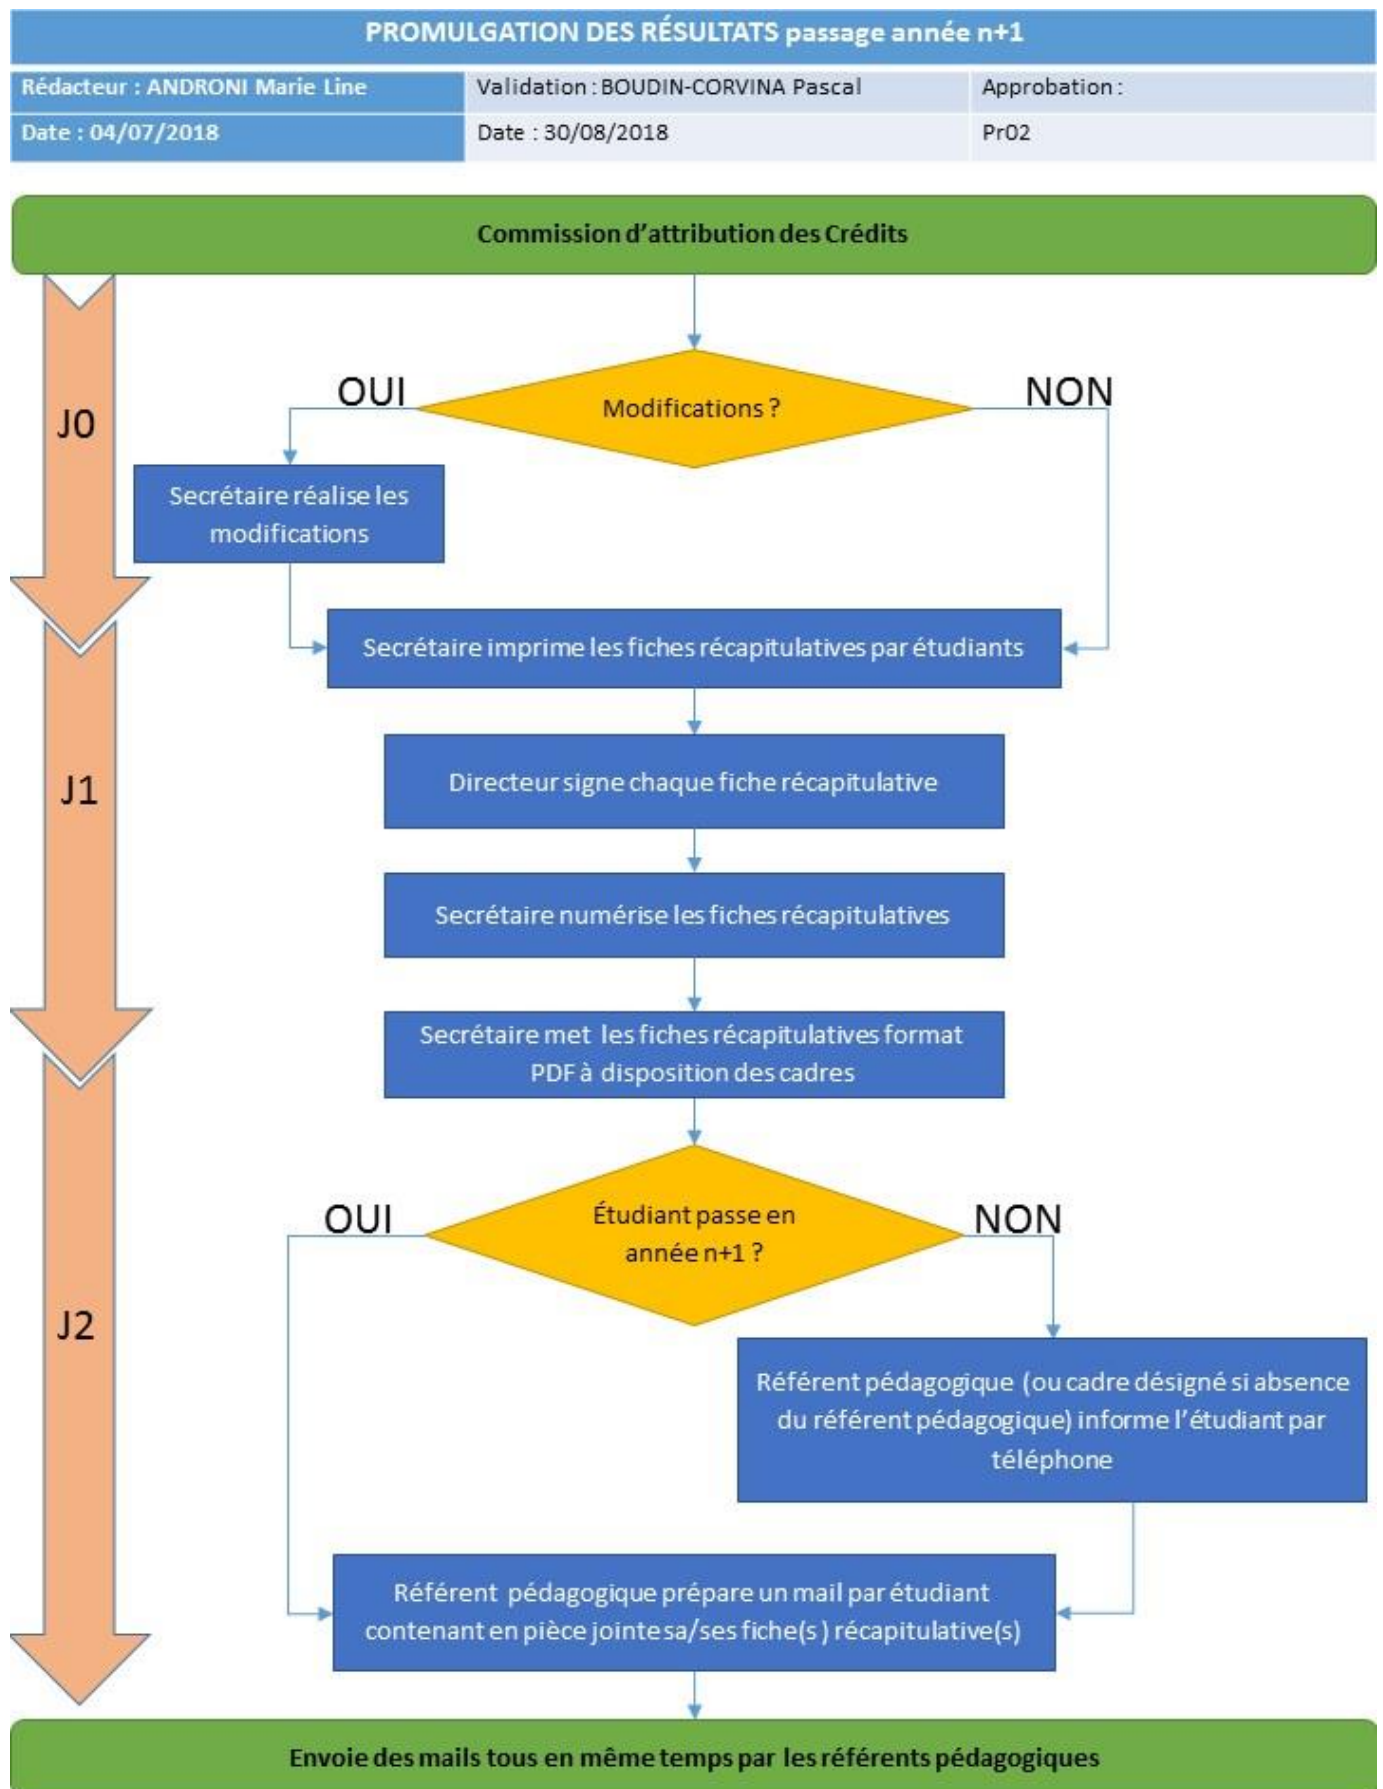 PROMULGATION DES RÉSULTATS passage année n+1
Rédacteur : ANDRONI Marie Line
Validation : BOUDIN-CORVINA Pascal
Approbation :
Date : 04/07/2018
Date : 30/08/2018
Pr02
Commission d'attribution des Crédits
J0
OUI
Modifications ?
NON
Secrétaire réalise les
modifications
Secrétaire imprime les fiches récapitulatives par étudiants
J1
Directeur signe chaque fiche récapitulative
Secrétaire numérise les fiches récapitulatives
Secrétaire met les fiches récapitulatives format
PDF à disposition des cadres
J2
OUI
Étudiant passe en
année n+1 ?
NON
Référent pédagogique (ou cadre désigné si absence
du référent pédagogique) informe l'étudiant par
téléphone
Référent pédagogique prépare un mail par étudiant
contenant en pièce jointe sa/ses fiche(s ) récapitulative(s)
Envoie des mails tous en même temps par les référents pédagogiques